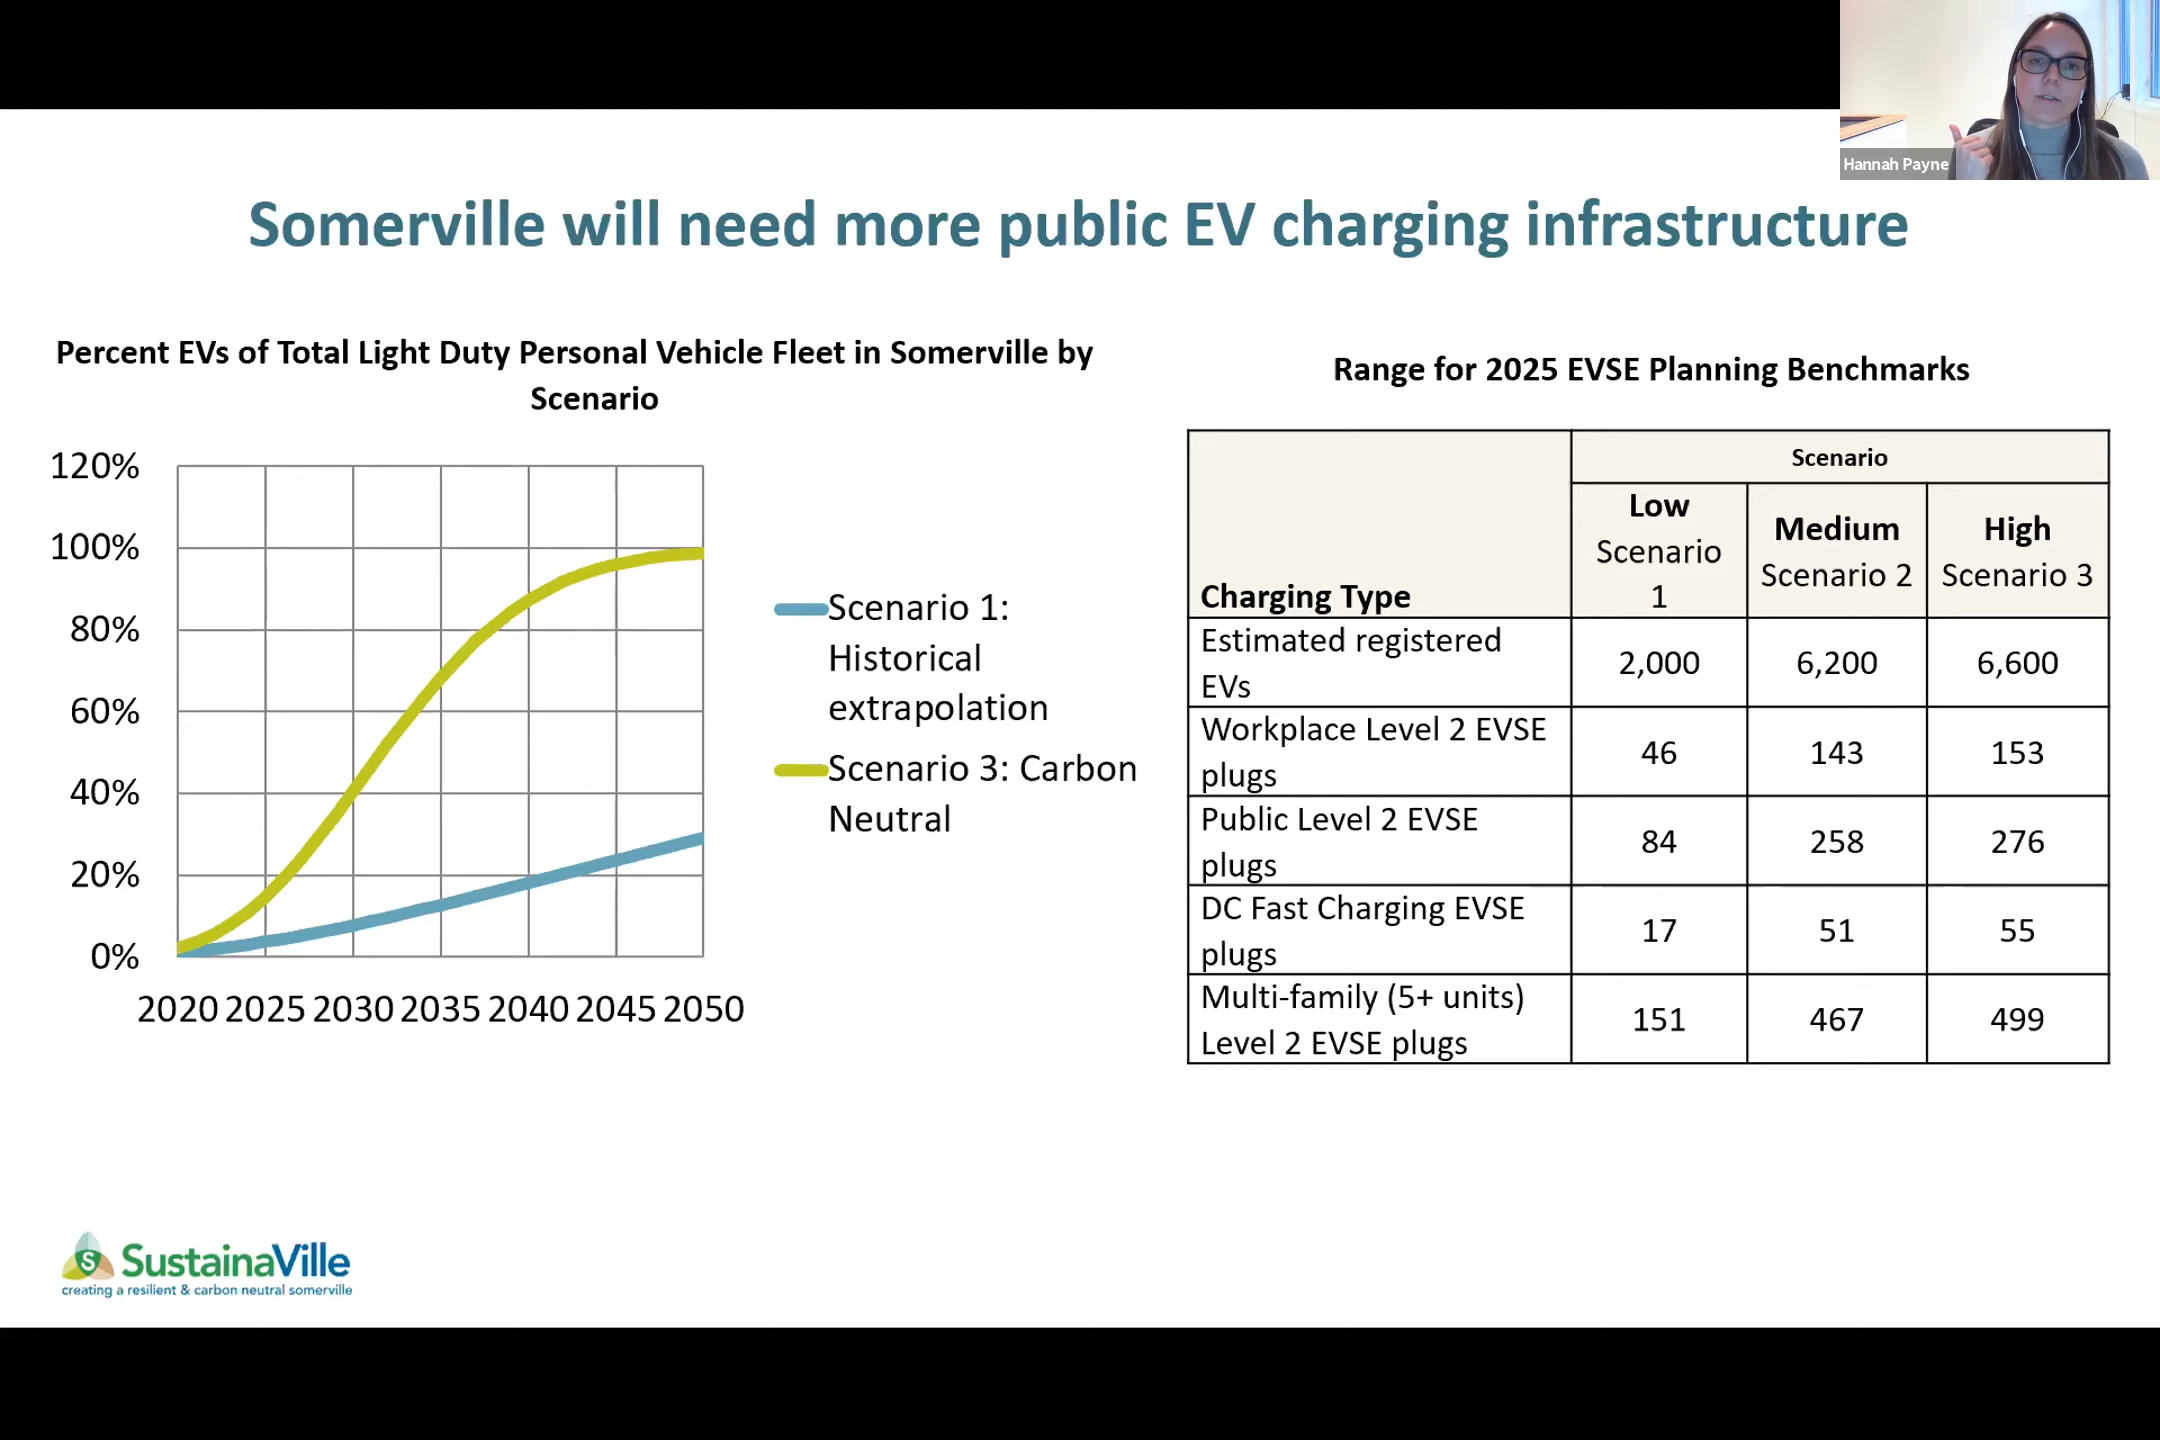 Hannah Payne
Somerville will need more public EV charging infrastructure
Percent EVs of Total Light Duty Personal Vehicle Fleet in Somerville by
Scenario
120%
100%
80%
60%
40%
20%
0%
2020 2025 2030 2035 2040 2045 2050
Scenario 1:
Historical
extrapolation
Scenario 3: Carbon
Neutral
Range for 2025 EVSE Planning Benchmarks
Scenario
Charging Type
Low
Scenario
1
Medium
Scenario 2
High
Scenario 3
Estimated registered
EVs
2,000 6,200 6,600
Workplace Level 2 EVSE
plugs
46 143 153
Public Level 2 EVSE
plugs
84 258 276
DC Fast Charging EVSE
plugs
17 51 55
Multi-family (5+ units)
Level 2 EVSE plugs
151 467 499
S
SustainaVille
creating a resilient & carbon neutral somerville